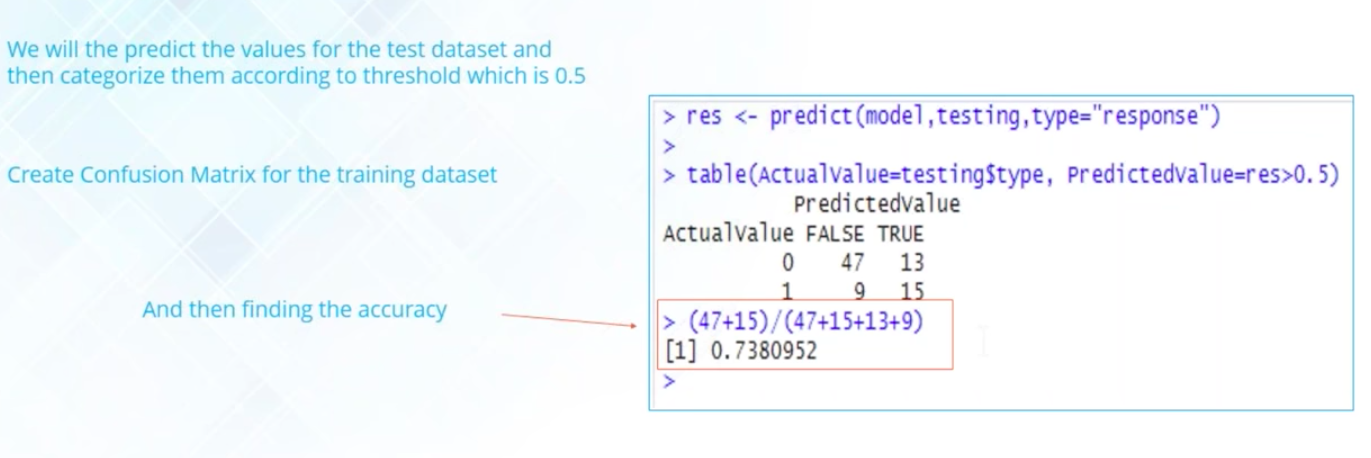 We will the predict the values for the test dataset and
then categorize them according to threshold which is 0.5
Create Confusion Matrix for the training dataset
And then finding the accuracy
> res <- predict(model,testing,type="response")
>
> table(ActualValue=testing$type, PredictedValue=res>0.5)
PredictedValue
ActualValue FALSE TRUE
0 47 13
1 9 15
> (47+15)/(47+15+13+9)
[1] 0.7380952
>